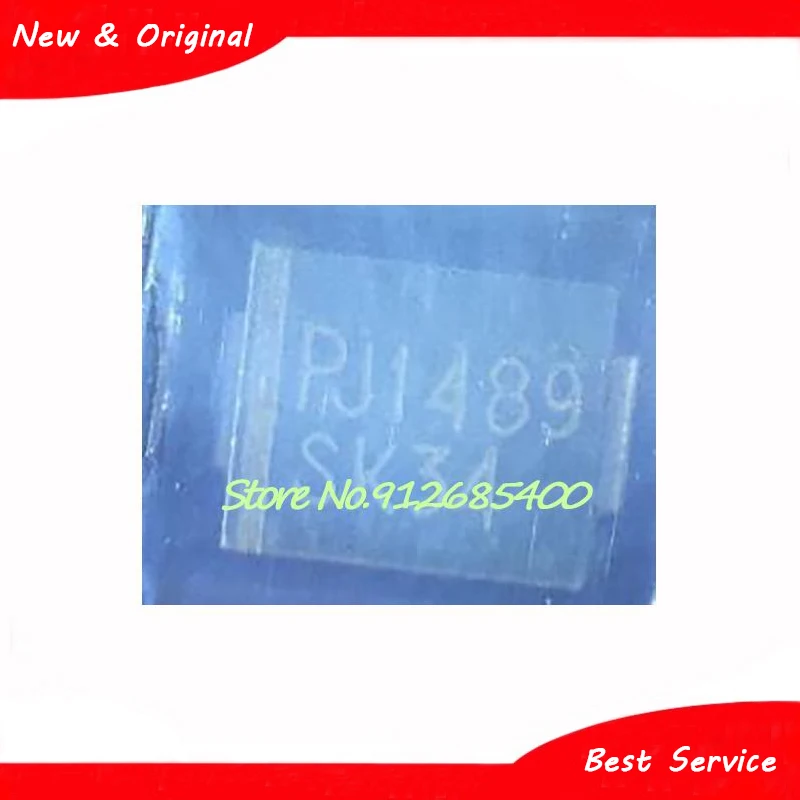 New & Original
PJ1489
SK34
Store No.912685400
Best Service